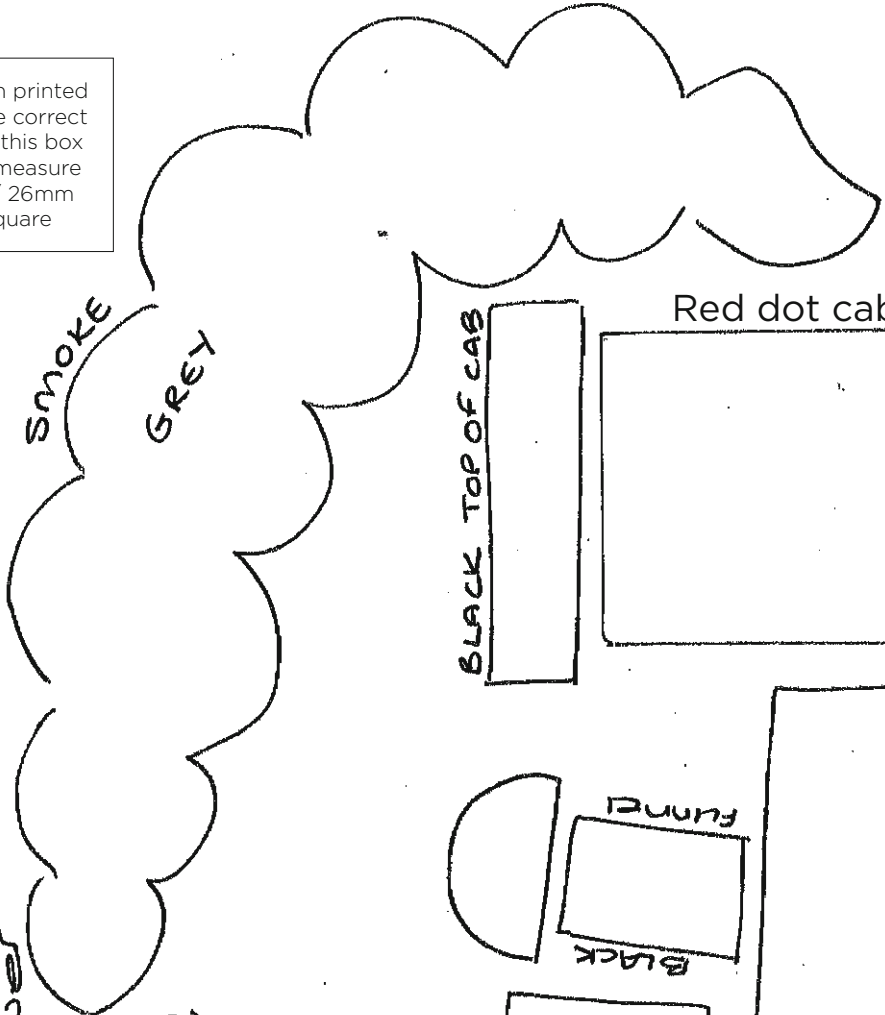 n printed
e correct
this box
measure
/ 26mm
quare
SMOKE
GREY
BLACK TOP OF CAB
Red dot cab
Funnel
BLACK